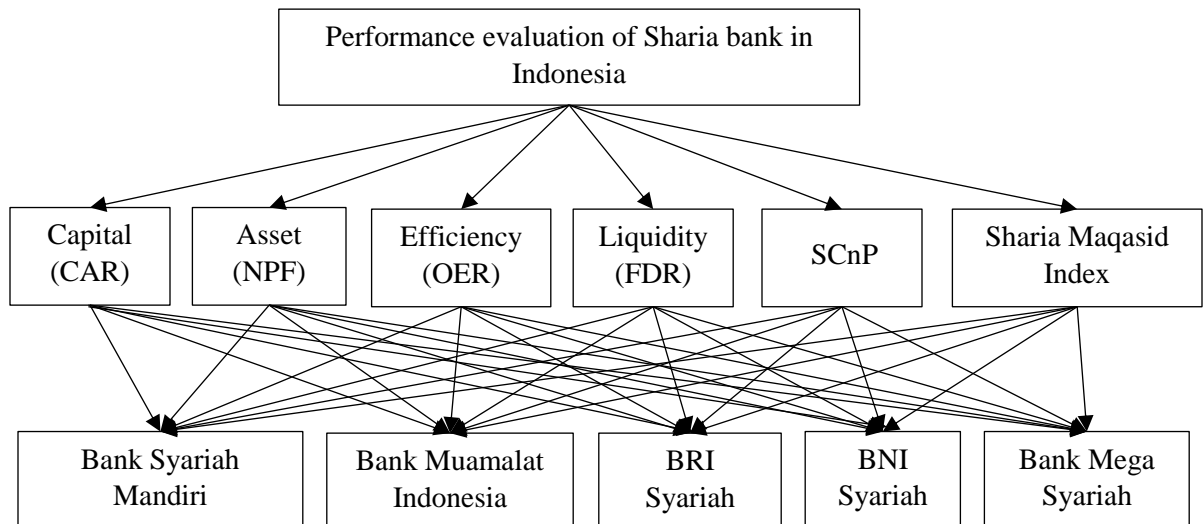 Performance evaluation of Sharia bank in
Indonesia
Capital
(CAR)
Asset
(NPF)
Efficiency
(OER)
Liquidity
(FDR)
SCnP
Sharia Maqasid
Index
Bank Syariah
Mandiri
Bank Muamalat
Indonesia
BRI
Syariah
BNI
Syariah
Bank Mega
Syariah